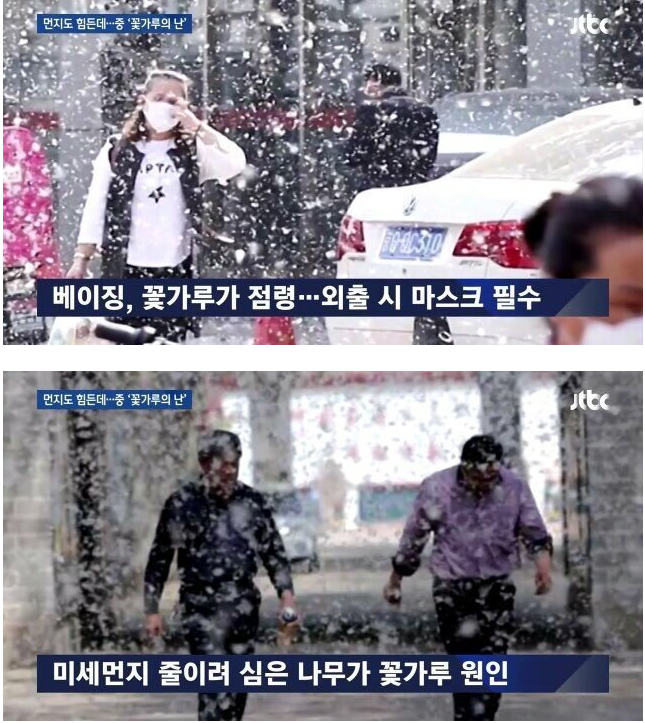 먼지도 힘든데…중 '꽃가루의 난'
jtbc
베이징, 꽃가루가 점령…외출 시 마스크 필수
먼지도 힘든데…중 '꽃가루의 난'
jtbc
미세먼지 줄이려 심은 나무가 꽃가루 원인